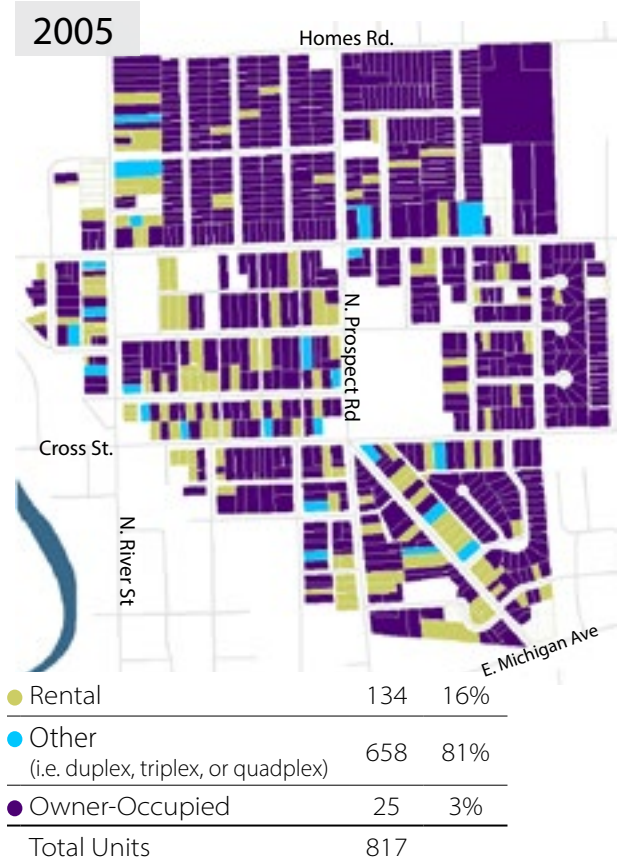 2005
Homes Rd.
N. Prospect Rd
Cross St.
N. River St
E. Michigan Ave
Rental 134 16%
Other
(i.e. duplex, triplex, or quadplex) 658 81%
Owner-Occupied 25 3%
Total Units 817